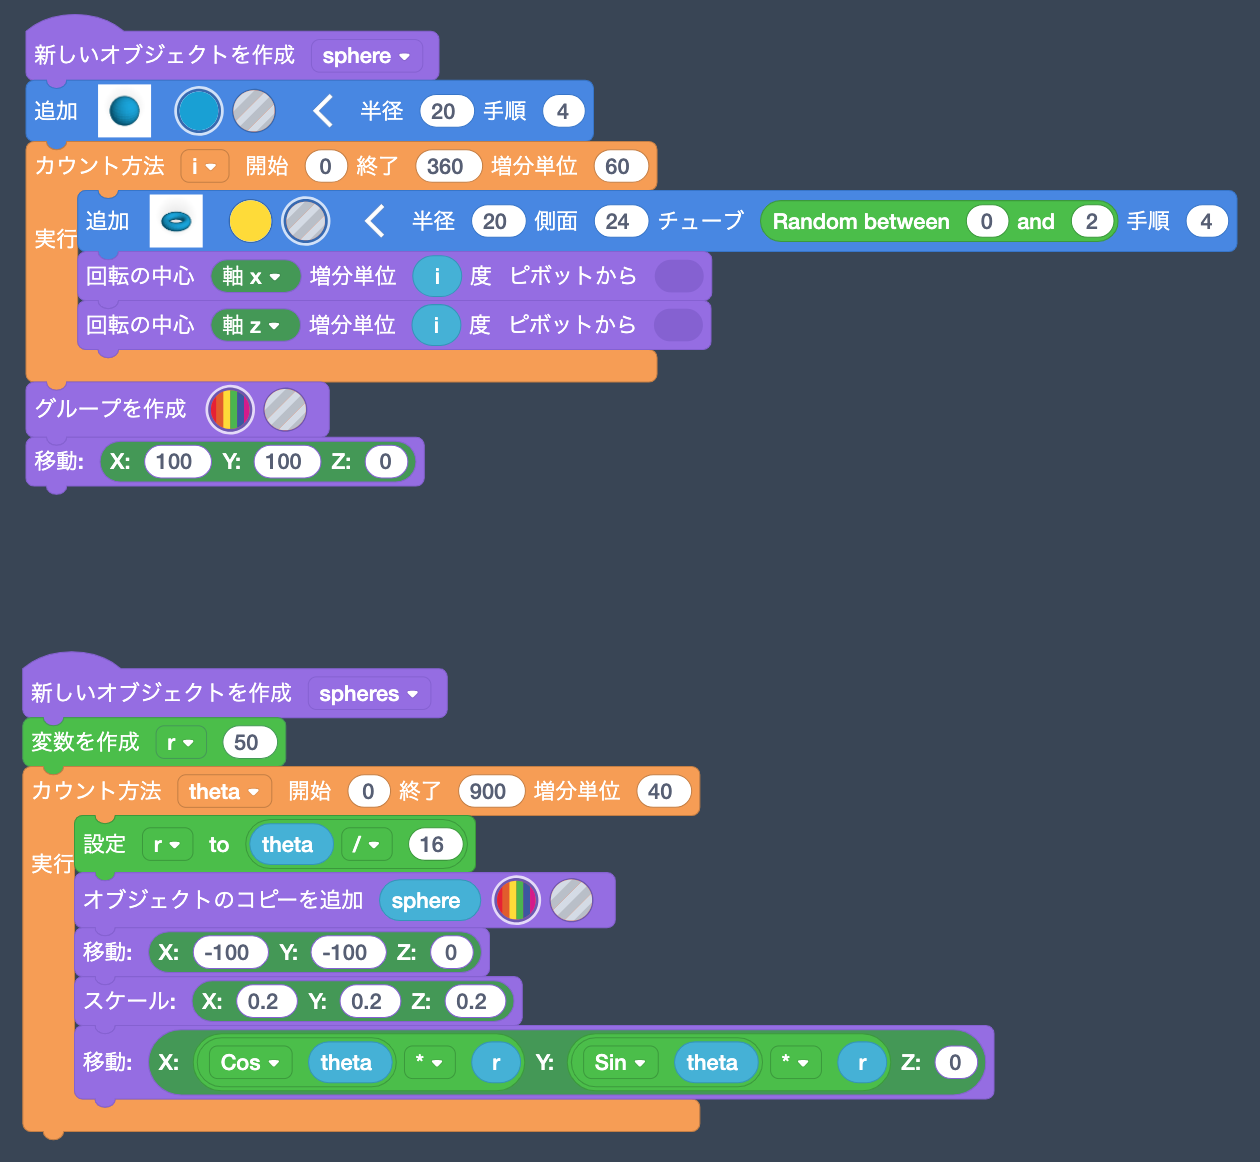 新しいオブジェクトを作成 sphere
追加 半径 20 手順 4
カウント方法 i 開始 0 終了 360 増分単位 60
実行
追加 半径 20 側面 24 チューブ Random between 0 and 2 手順 4
回転の中心 軸 x 増分単位 i 度 ピボットから
回転の中心 軸 z 増分単位 i 度 ピボットから
グループを作成
移動: X: 100 Y: 100 Z: 0
新しいオブジェクトを作成 spheres
変数を作成 r 50
カウント方法 theta 開始 0 終了 900 増分単位 40
実行
設定 r to theta / 16
オブジェクトのコピーを追加 sphere
移動: X: -100 Y: -100 Z: 0
スケール: X: 0.2 Y: 0.2 Z: 0.2
移動: X: Cos theta * r Y: Sin theta * r Z: 0